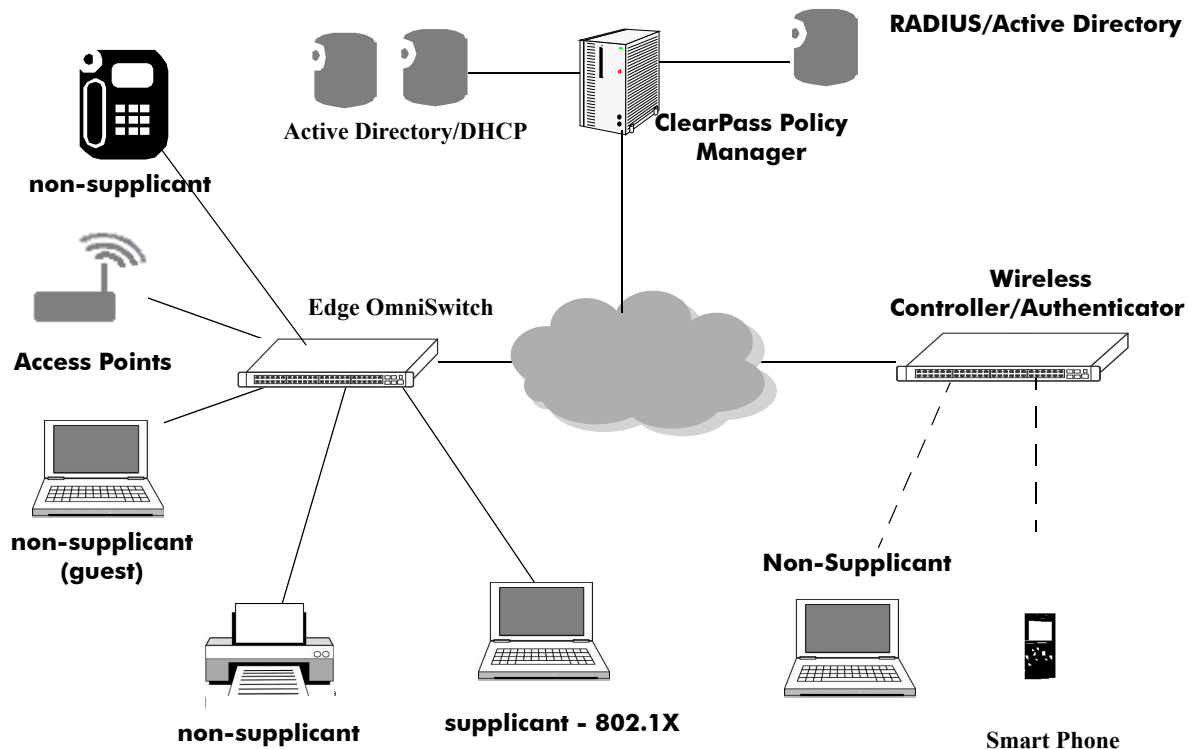 RADIUS/Active Directory
Active Directory/DHCP
ClearPass Policy
Manager
non-supplicant
Edge OmniSwitch
Wireless
Controller/Authenticator
Access Points
non-supplicant
(guest)
Non-Supplicant
non-supplicant
supplicant - 802.1X
Smart Phone